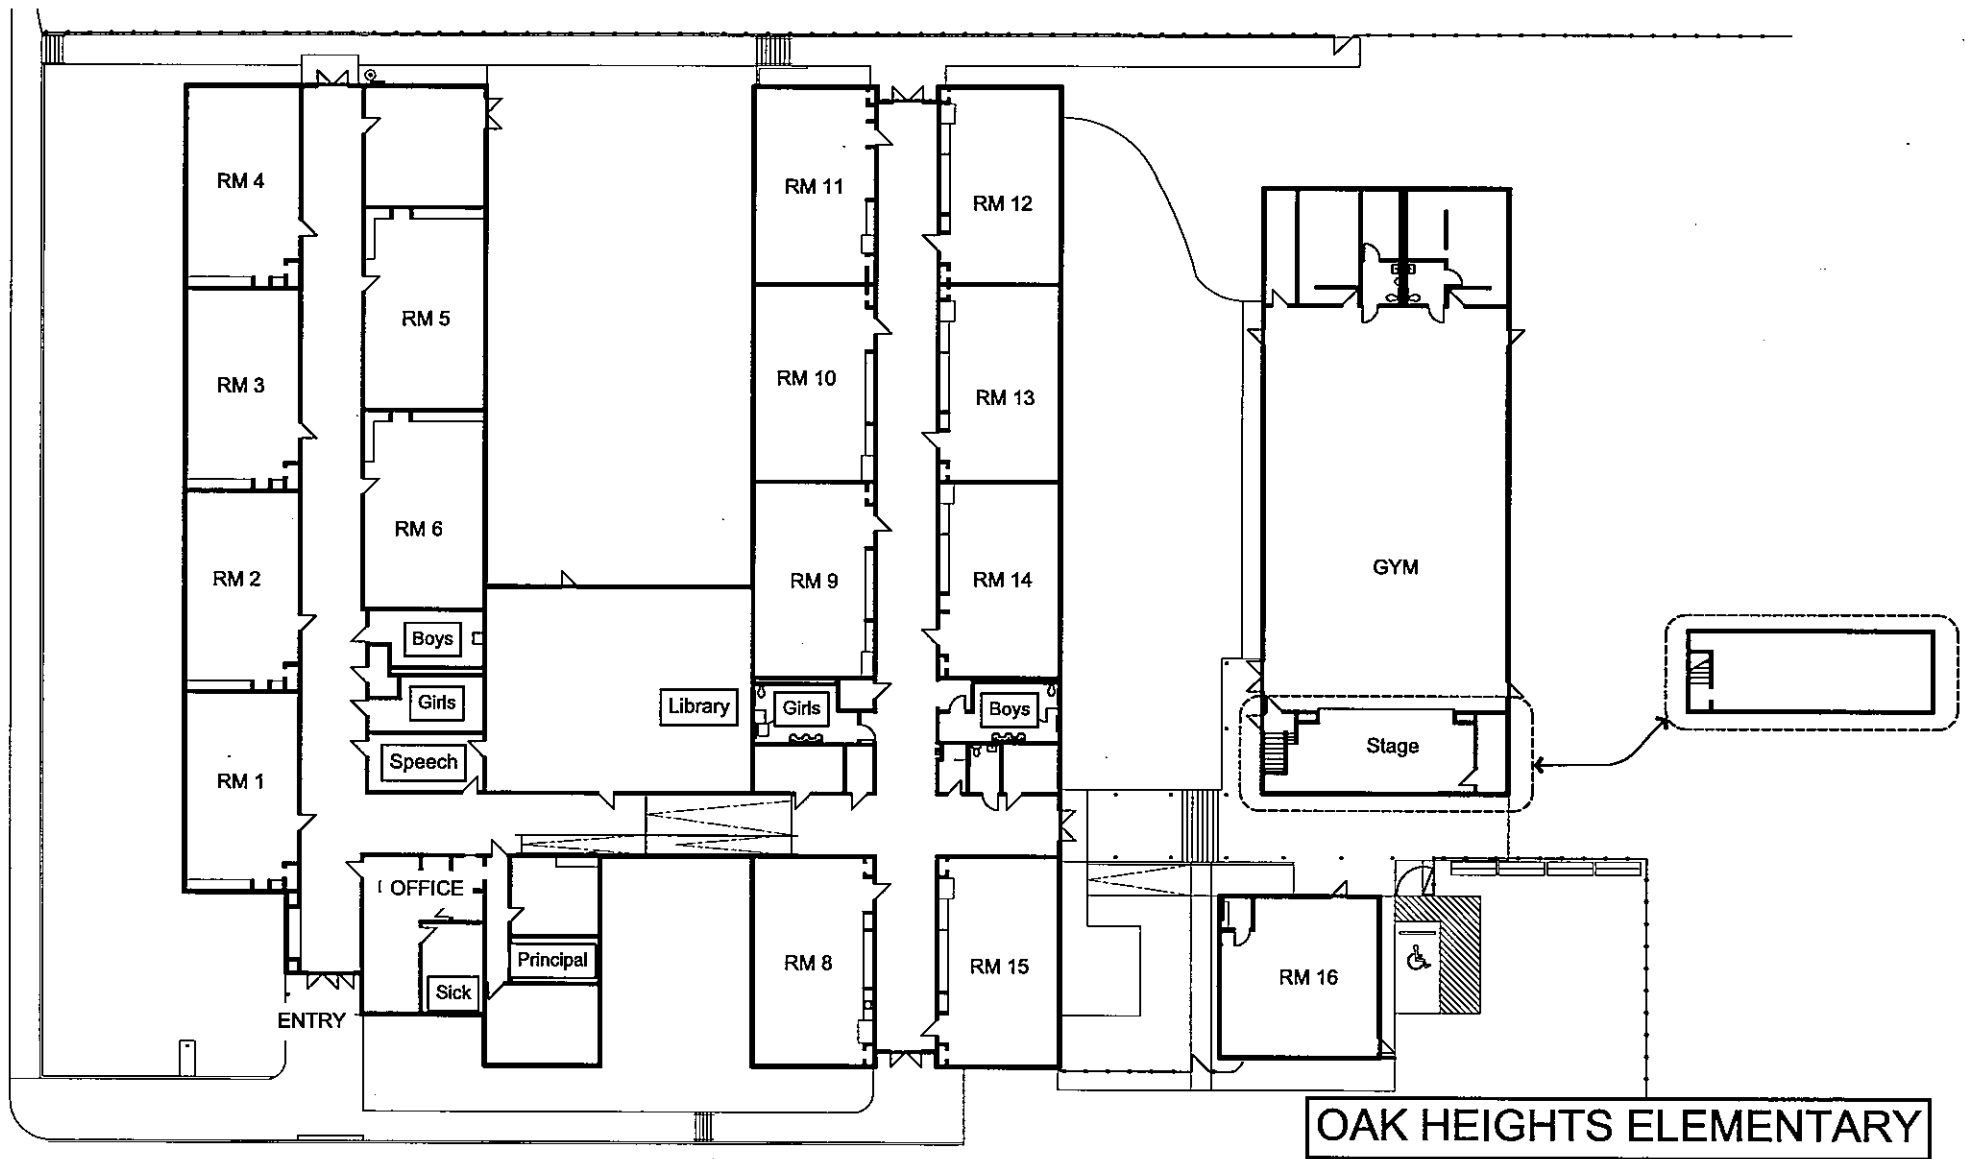 RM 4
RM 11
RM 12
RM 5
RM 3
RM 10
RM 13
RM 6
RM 2
RM 9
RM 14
GYM
Boys
Girls
Library
Girls
Boys
Speech
Stage
RM 1
OFFICE
Principal
RM 8
RM 15
RM 16
Sick
ENTRY
OAK HEIGHTS ELEMENTARY